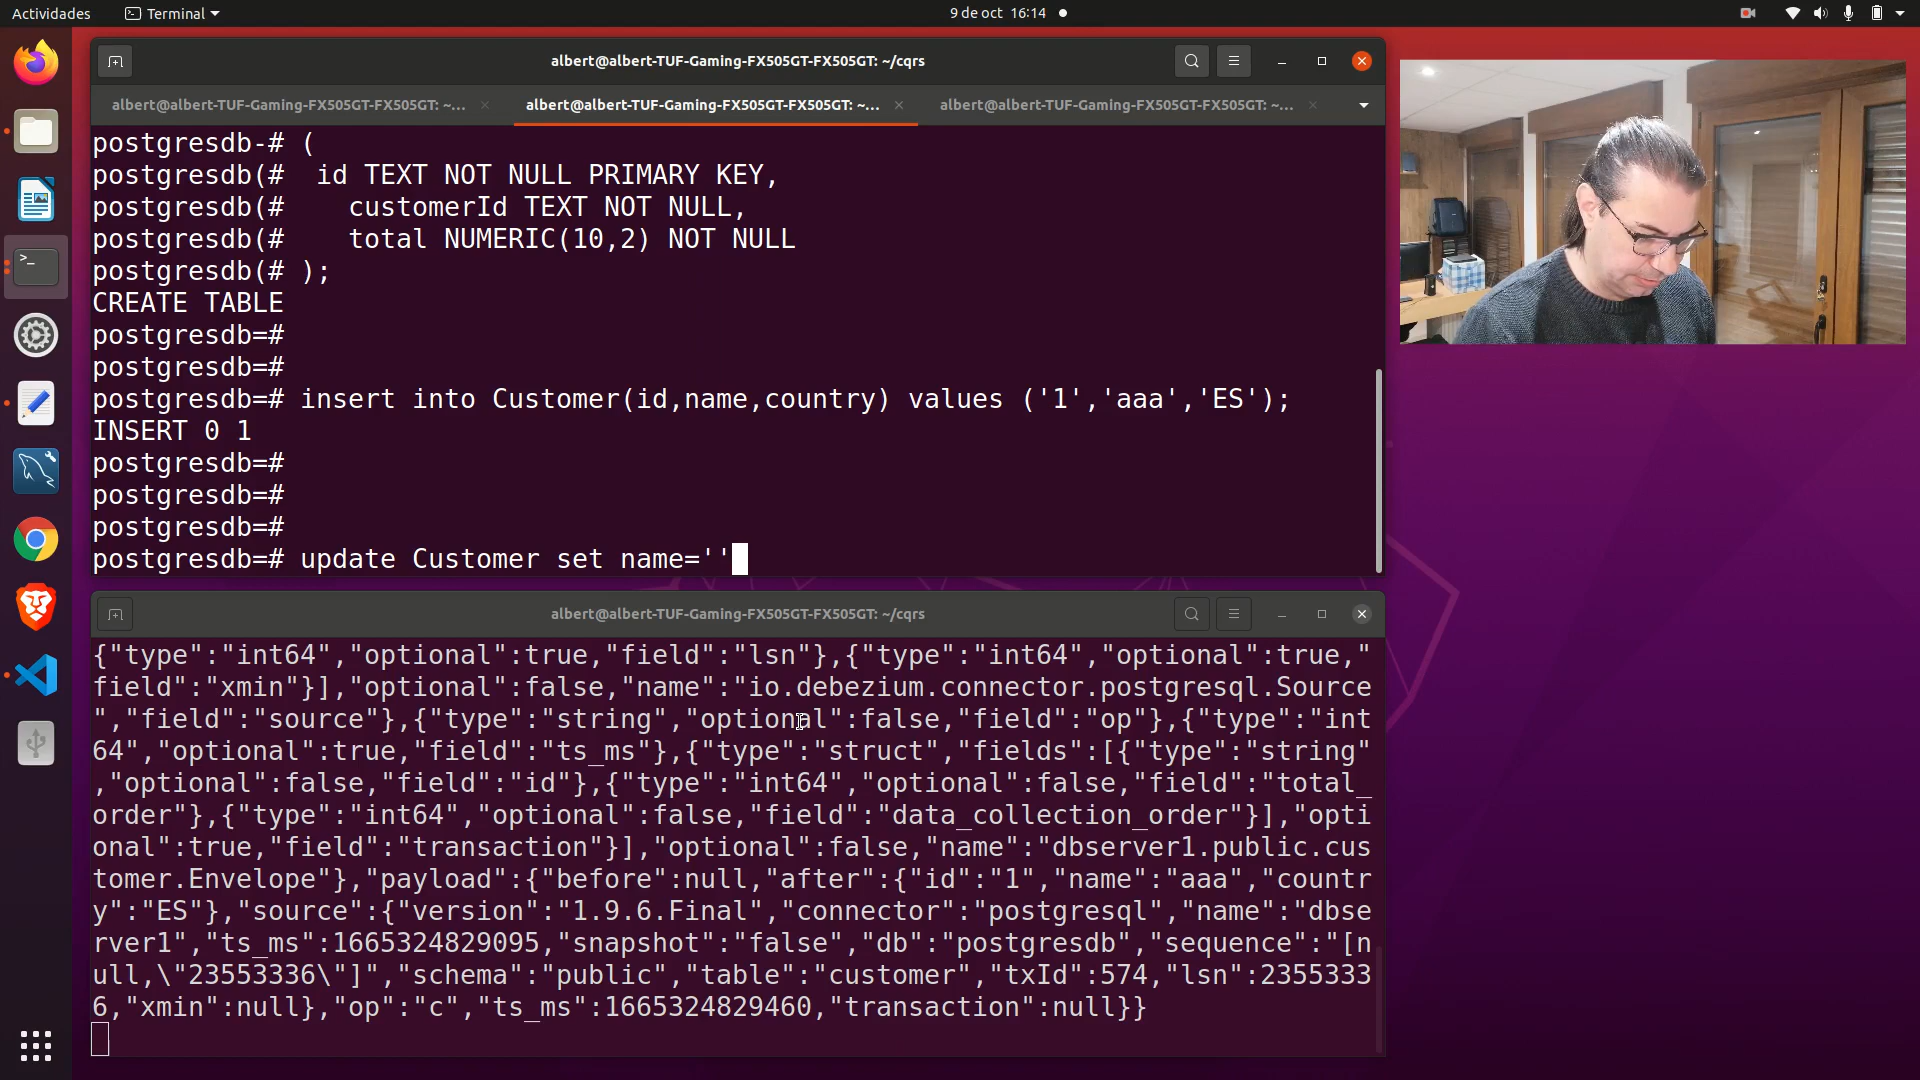 Actividades
Terminal
9 de oct 16:14
albert@albert-TUF-Gaming-FX505GT-FX505GT: ~/cqrs
albert@albert-TUF-Gaming-FX505GT-FX505GT: ~...
albert@albert-TUF-Gaming-FX505GT-FX505GT: ~...
albert@albert-TUF-Gaming-FX505GT-FX505GT: ~...
postgresdb-# (
postgresdb(#  id TEXT NOT NULL PRIMARY KEY,
postgresdb(#    customerId TEXT NOT NULL,
postgresdb(#    total NUMERIC(10,2) NOT NULL
postgresdb(# );
CREATE TABLE
postgresdb=#
postgresdb=#
postgresdb=# insert into Customer(id,name,country) values ('1','aaa','ES');
INSERT 0 1
postgresdb=#
postgresdb=#
postgresdb=#
postgresdb=# update Customer set name=''
albert@albert-TUF-Gaming-FX505GT-FX505GT: ~/cqrs
{"type":"int64","optional":true,"field":"lsn"},{"type":"int64","optional":true,"
field":"xmin"}],"optional":false,"name":"io.debezium.connector.postgresql.Source
","field":"source"},{"type":"string","optional":false,"field":"op"},{"type":"int
64","optional":true,"field":"ts_ms"},{"type":"struct","fields":[{"type":"string"
,"optional":false,"field":"id"},{"type":"int64","optional":false,"field":"total_
order"},{"type":"int64","optional":false,"field":"data_collection_order"}],"opti
onal":true,"field":"transaction"}],"optional":false,"name":"dbserver1.public.cus
tomer.Envelope"},"payload":{"before":null,"after":{"id":"1","name":"aaa","countr
y":"ES"},"source":{"version":"1.9.6.Final","connector":"postgresql","name":"dbse
rver1","ts_ms":1665324829095,"snapshot":"false","db":"postgresdb","sequence":"[n
ull,\"23553336\"]","schema":"public","table":"customer","txId":574,"lsn":2355333
6,"xmin":null},"op":"c","ts_ms":1665324829460,"transaction":null}}